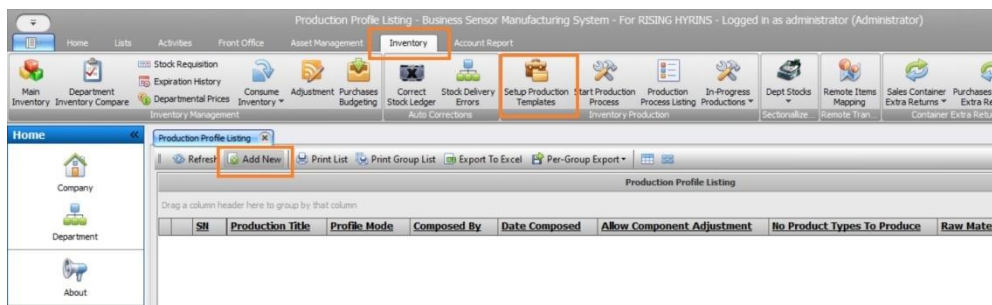 Production Profile Listing - Business Sensor Manufacturing System - For RISING HYRINS - Logged in as administrator (Administrator)
Home Lists Activities Front Office Asset Management Inventory Account Report
Main Inventory
Department Inventory Compare
Stock Requisition
Expiration History
Departmental Prices
Consume Inventory
Adjustment
Purchases Budgeting
Correct Stock Ledger
Stock Delivery Errors
Setup Production Templates
Start Production Process
Production Process Listing
In-Progress Productions
Dept Stocks
Remote Items Mapping
Sales Container Extra Returns
Purchases Extra Re
Inventory Management Auto Corrections Inventory Production Sectionalize... Remote Tran... Container Extra Retu
Home «
Production Profile Listing
Refresh Add New Print List Print Group List Export To Excel Per-Group Export
Production Profile Listing
Drag a column header here to group by that column
SN Production Title Profile Mode Composed By Date Composed Allow Component Adjustment No Product Types To Produce Raw Mate
Company
Department
About